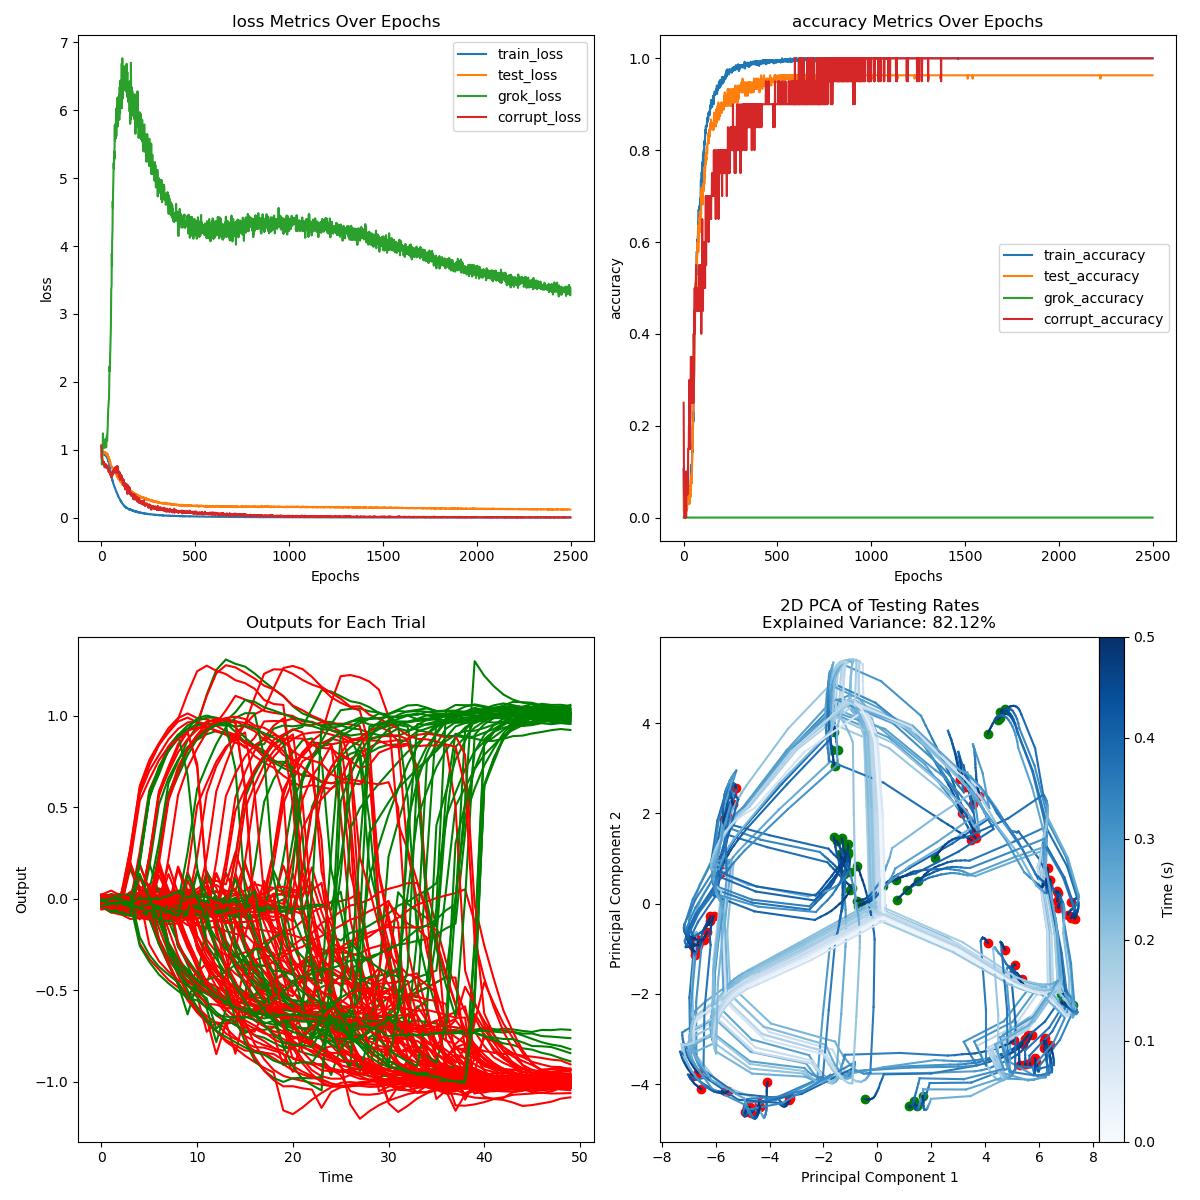 loss Metrics Over Epochs
7
6
5
4
3
2
1
0
loss
train_loss
test_loss
grok_loss
corrupt_loss
0
500
1000
1500
2000
2500
Epochs
accuracy Metrics Over Epochs
1.0
0.8
0.6
0.4
0.2
0.0
accuracy
train_accuracy
test_accuracy
grok_accuracy
corrupt_accuracy
0
500
1000
1500
2000
2500
Epochs
Outputs for Each Trial
1.0
0.5
0.0
−0.5
−1.0
Output
0
10
20
30
40
50
Time
2D PCA of Testing Rates
Explained Variance: 82.12%
4
2
0
−2
−4
Principal Component 2
−8
−6
−4
−2
0
2
4
6
8
Principal Component 1
0.5
0.4
0.3
0.2
0.1
0.0
Time (s)